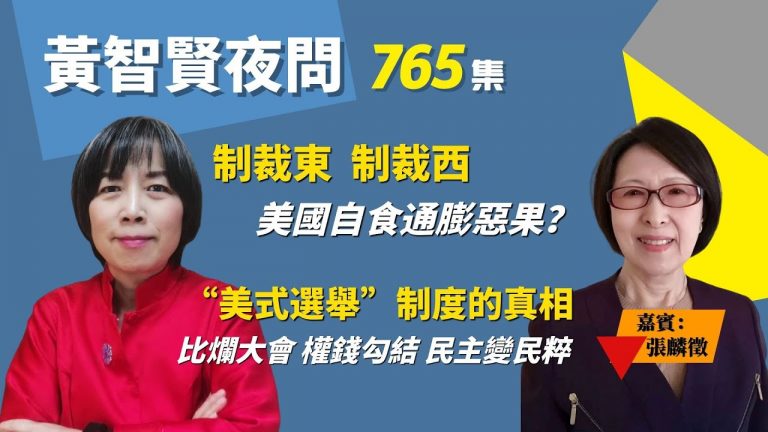 黃智賢夜問 765集
制裁東 制裁西
美國自食通膨惡果？
“美式選舉”制度的真相
比爛大會 權錢勾結 民主變民粹
嘉賓：
張麟徵